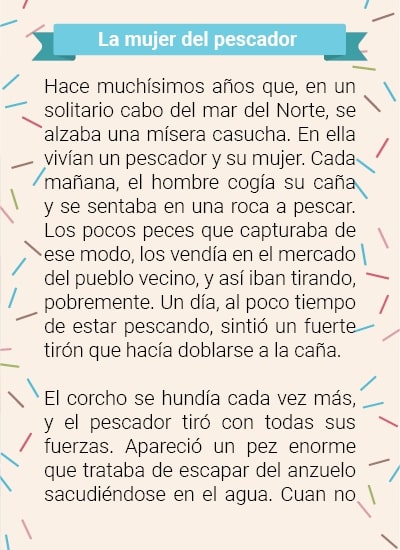 La mujer del pescador
Hace muchísimos años que, en un
solitario cabo del mar del Norte, se
alzaba una mísera casucha. En ella
vivían un pescador y su mujer. Cada
mañana, el hombre cogía su caña
y se sentaba en una roca a pescar.
Los pocos peces que capturaba de
ese modo, los vendía en el mercado
del pueblo vecino, y así iban tirando,
pobremente. Un día, al poco tiempo
de estar pescando, sintió un fuerte
tirón que hacía doblarse a la caña.
El corcho se hundía cada vez más,
y el pescador tiró con todas sus
fuerzas. Apareció un pez enorme
que trataba de escapar del anzuelo
sacudiéndose en el agua. Cuan no